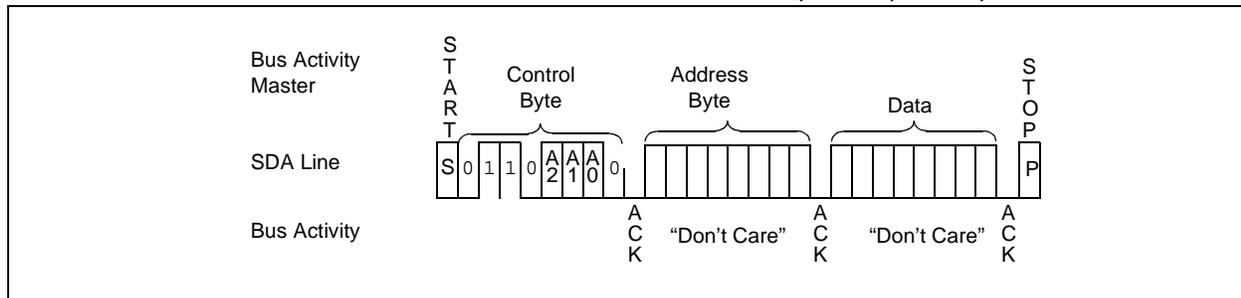 Bus Activity
Master
START
Control
Byte
Address
Byte
Data
STOP
SDA Line
S 0 1 1 0 A2 A1 A0 0
P
Bus Activity
ACK
“Don’t Care”
ACK
“Don’t Care”
ACK